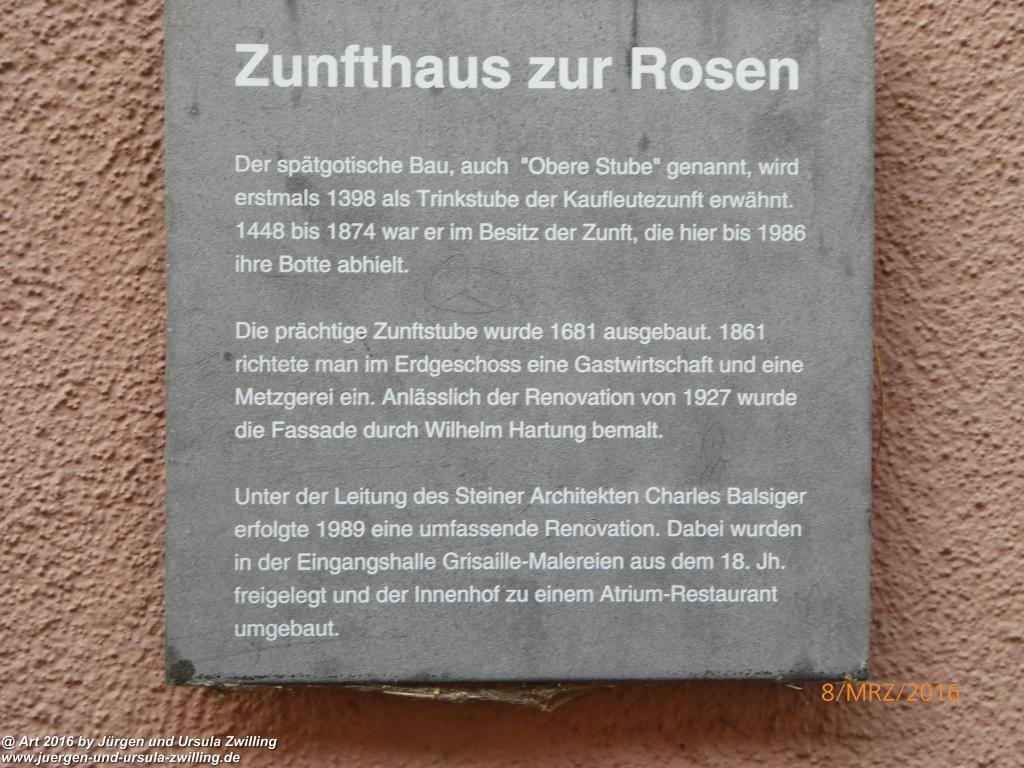 Zunfthaus zur Rosen
Der spätgotische Bau, auch "Obere Stube" genannt, wird
erstmals 1398 als Trinkstube der Kaufleutezunft erwähnt.
1448 bis 1874 war er im Besitz der Zunft, die hier bis 1986
ihre Botte abhielt.
Die prächtige Zunftstube wurde 1681 ausgebaut. 1861
richtete man im Erdgeschoss eine Gastwirtschaft und eine
Metzgerei ein. Anlässlich der Renovation von 1927 wurde
die Fassade durch Wilhelm Hartung bemalt.
Unter der Leitung des Steiner Architekten Charles Balsiger
erfolgte 1989 eine umfassende Renovation. Dabei wurden
in der Eingangshalle Grisaille-Malereien aus dem 18. Jh.
freigelegt und der Innenhof zu einem Atrium-Restaurant
umgebaut.
8/MRZ/2016
@ Art 2016 by Jürgen und Ursula Zwilling
www.juergen-und-ursula-zwilling.de